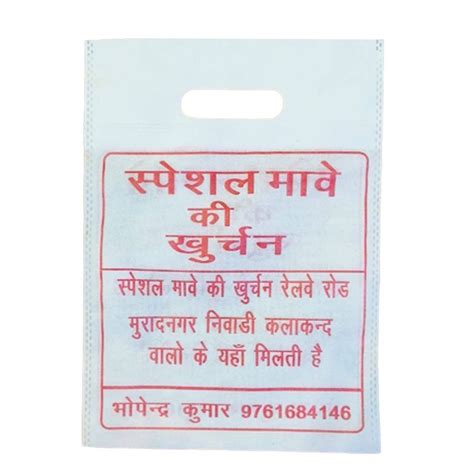 स्पेशल मावे
की
खुर्चन
स्पेशल मावे की खुर्चन रेलवे रोड
मुरादनगर निवाडी कलाकन्द
वालो के यहाँ मिलती है
भोपेन्द्र कुमार 9761684146